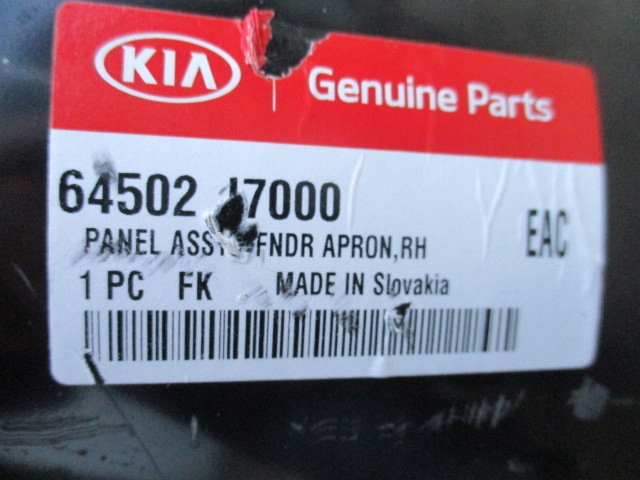 KIA Genuine Parts
64502 J7000
PANEL ASSY-FNDR APRON,RH
EAC
1 PC FK MADE IN Slovakia